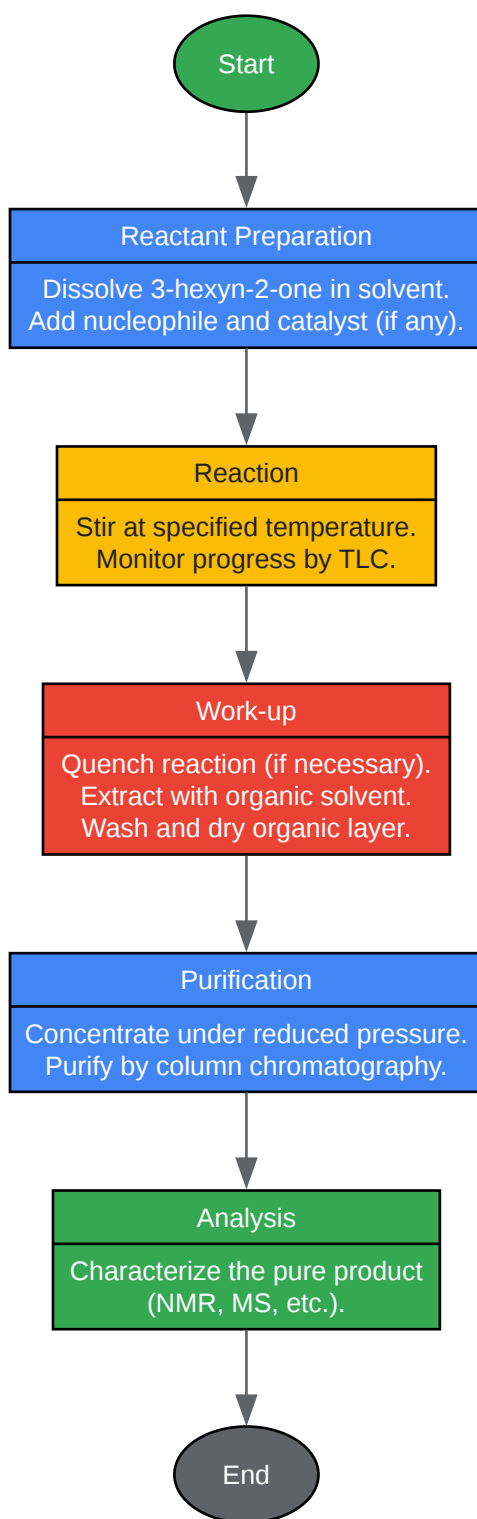 Start
Reactant Preparation
Dissolve 3-hexyn-2-one in solvent.
Add nucleophile and catalyst (if any).
Reaction
Stir at specified temperature.
Monitor progress by TLC.
Work-up
Quench reaction (if necessary).
Extract with organic solvent.
Wash and dry organic layer.
Purification
Concentrate under reduced pressure.
Purify by column chromatography.
Analysis
Characterize the pure product
(NMR, MS, etc.).
End